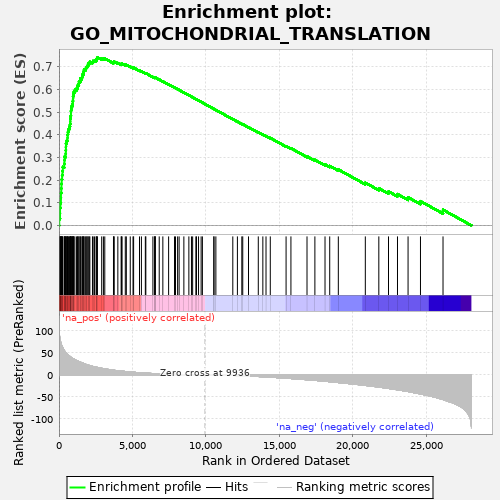 Enrichment plot:
GO_MITOCHONDRIAL_TRANSLATION
Enrichment score (ES)
0.7
0.6
0.5
0.4
0.3
0.2
0.1
0.0
'na_pos' (positively correlated)
Ranked list metric (PreRanked)
100
50
0
-50
-100
Zero cross at 9936
'na_neg' (negatively correlated)
0
5,000
10,000
15,000
20,000
25,000
Rank in Ordered Dataset
Enrichment profile
Hits
Ranking metric scores